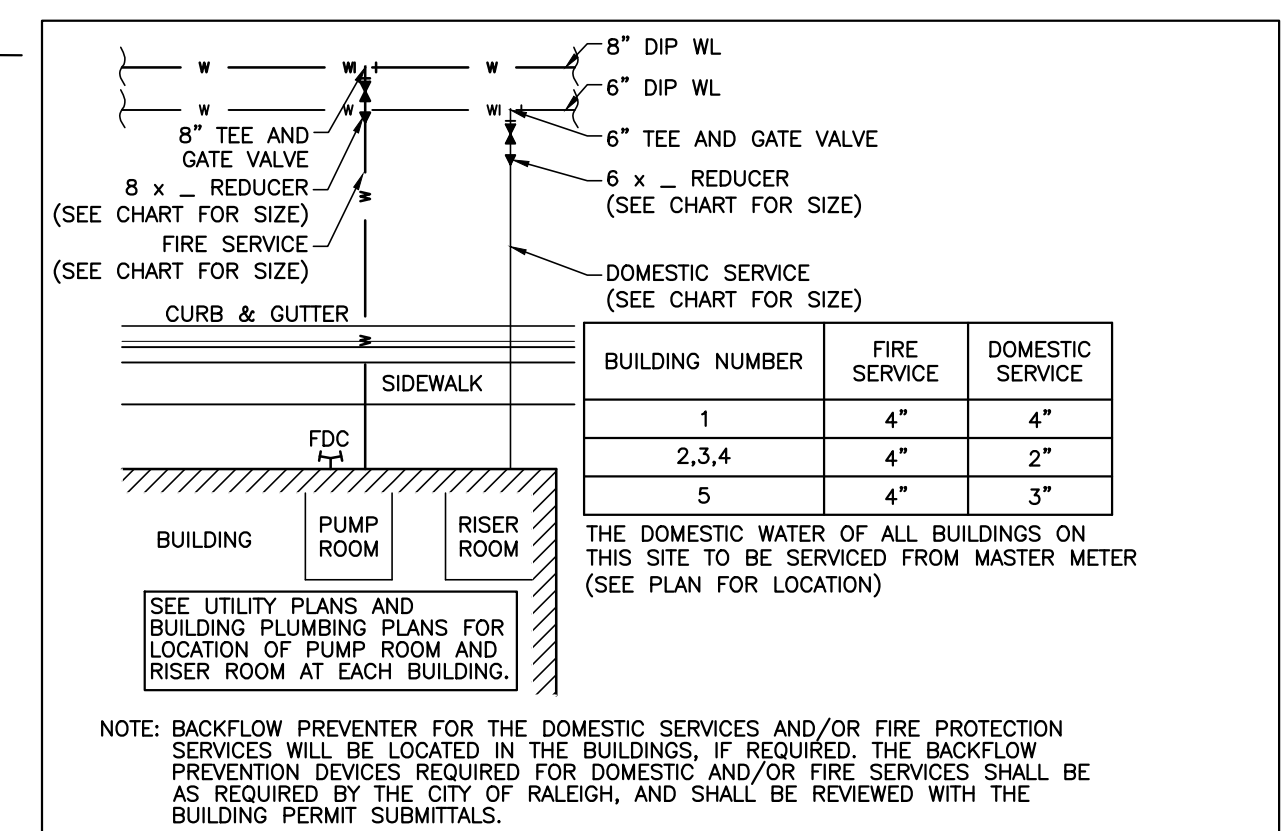 8” DIP WL
W WI W
6” DIP WL
W W WI
8” TEE AND
GATE VALVE
6” TEE AND GATE VALVE
8 x _ REDUCER
(SEE CHART FOR SIZE)
6 x _ REDUCER
(SEE CHART FOR SIZE)
W
FIRE SERVICE
(SEE CHART FOR SIZE)
DOMESTIC SERVICE
(SEE CHART FOR SIZE)
CURB & GUTTER
W
SIDEWALK
FDC
BUILDING
PUMP
ROOM
RISER
ROOM
SEE UTILITY PLANS AND
BUILDING PLUMBING PLANS FOR
LOCATION OF PUMP ROOM AND
RISER ROOM AT EACH BUILDING.
BUILDING NUMBER FIRE SERVICE DOMESTIC SERVICE
1 4” 4”
2,3,4 4” 2”
5 4” 3”
THE DOMESTIC WATER OF ALL BUILDINGS ON
THIS SITE TO BE SERVICED FROM MASTER METER
(SEE PLAN FOR LOCATION)
NOTE: BACKFLOW PREVENTER FOR THE DOMESTIC SERVICES AND/OR FIRE PROTECTION
SERVICES WILL BE LOCATED IN THE BUILDINGS, IF REQUIRED. THE BACKFLOW
PREVENTION DEVICES REQUIRED FOR DOMESTIC AND/OR FIRE SERVICES SHALL BE
AS REQUIRED BY THE CITY OF RALEIGH, AND SHALL BE REVIEWED WITH THE
BUILDING PERMIT SUBMITTALS.